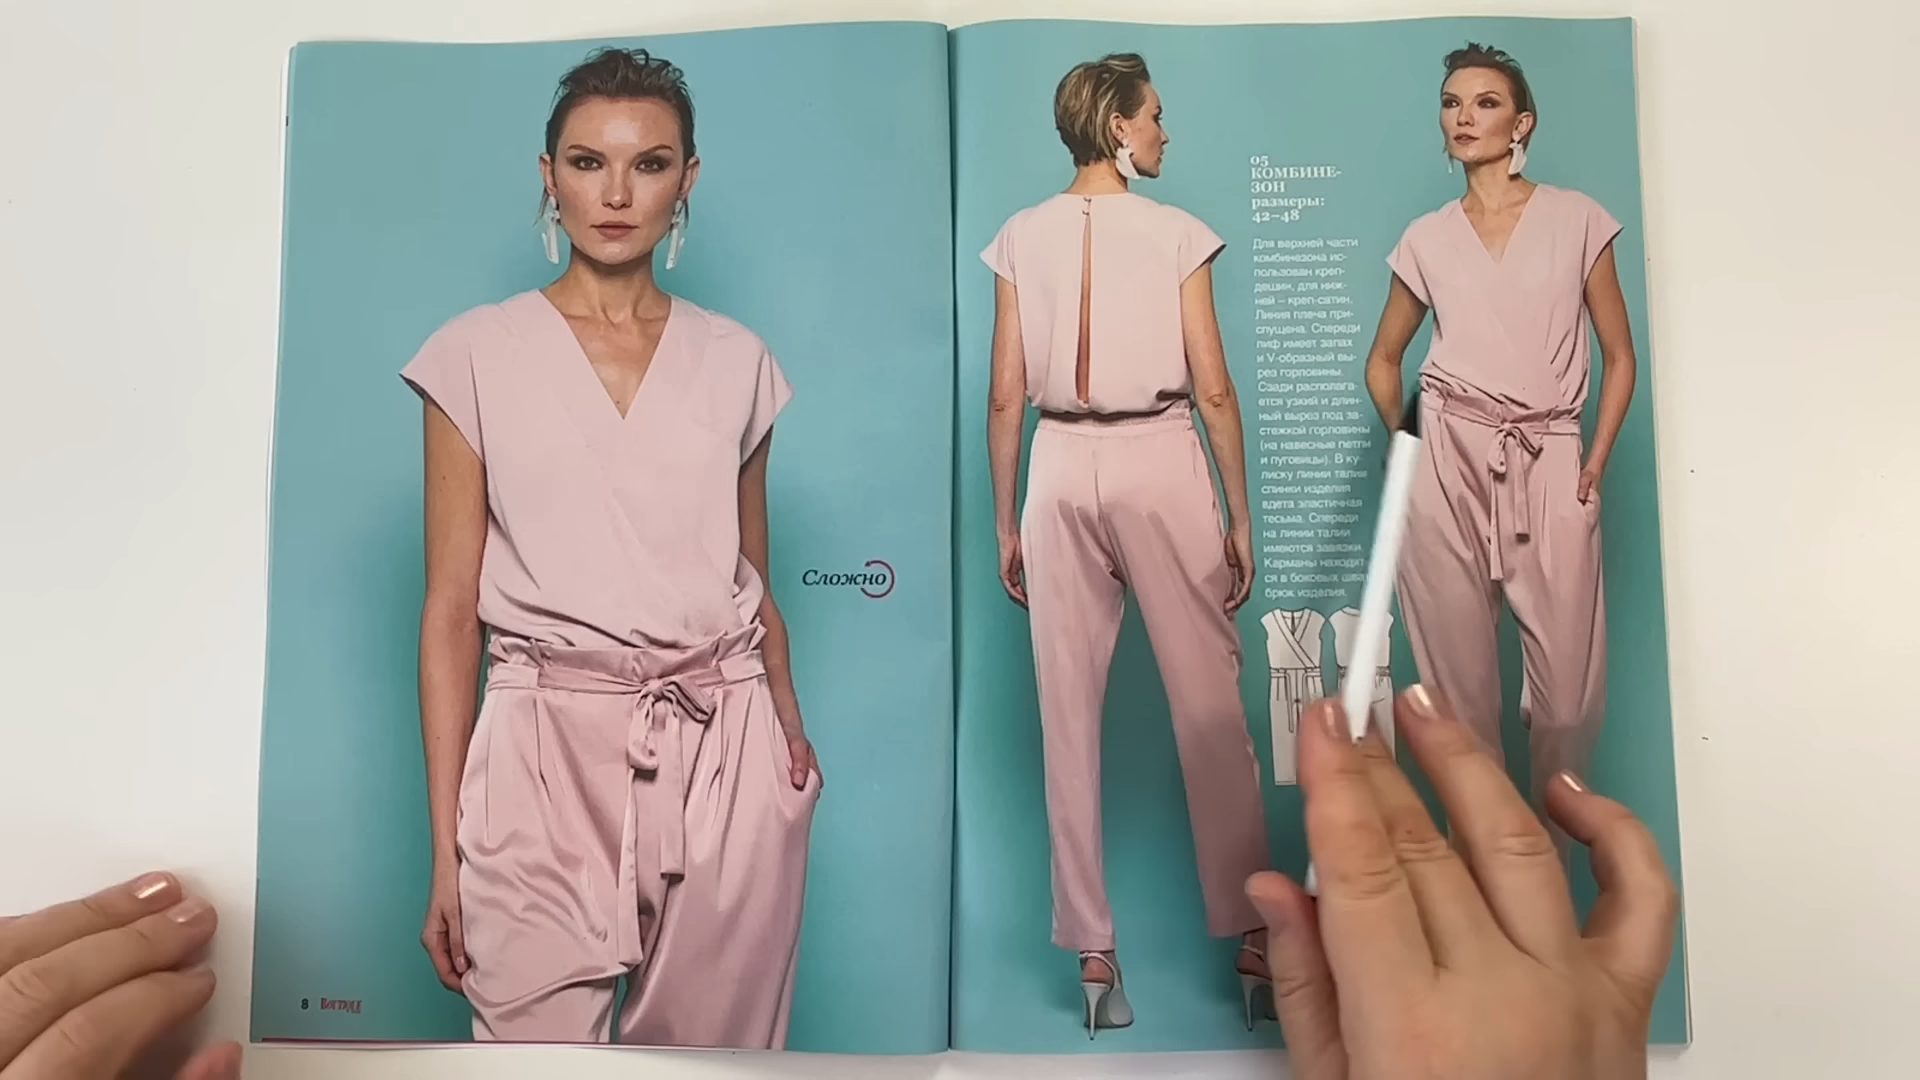 Сложно
8 BOUTIQUE
05
КОМБИНЕ-
ЗОН
размеры:
42–48
Для верхней части
комбинезона ис-
пользован креп-
дешин, для ниж-
ней – креп-сатин.
Линия плеча при-
спущена. Спереди
лиф имеет запах
и V-образный вы-
рез горловины.
Сзади располага-
ется узкий и длин-
ный вырез под за-
стежкой горловины
(на навесные петли
и пуговицы). В ку-
лиску линии талии
спинки изделия
вдета эластичная
тесьма. Спереди
на линии талии
имеются завязки.
Карманы находят-
ся в боковых
брюк изделия.